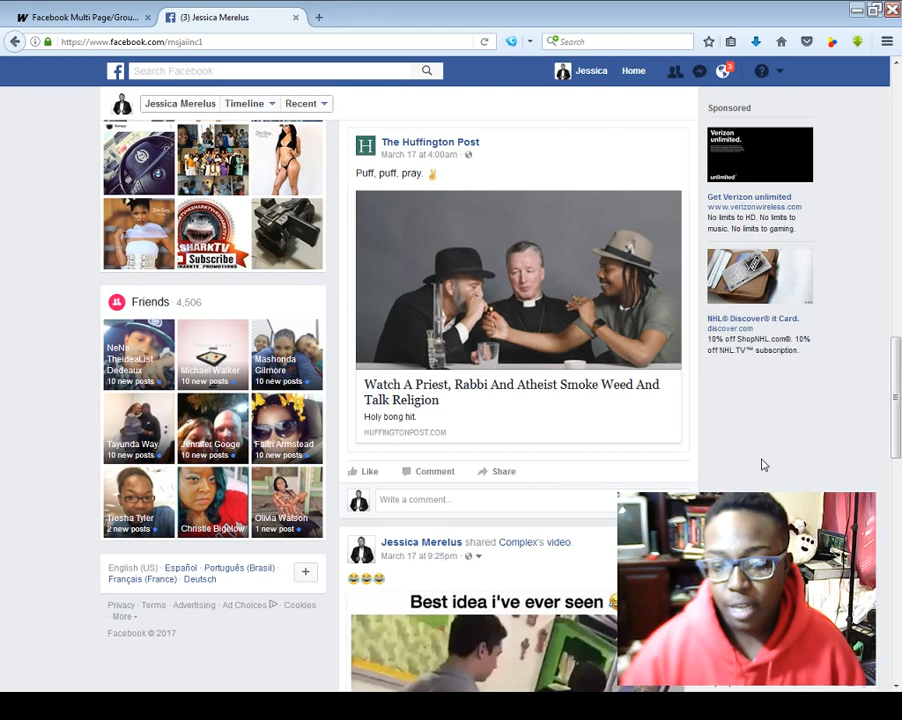 Facebook Multi Page/Grou...
(3) Jessica Merelus
https://www.facebook.com/msjaiinc1
Search
Search Facebook
Jessica
Home
3
Jessica Merelus
Timeline
Recent
SHARKTV
Subscribe
Friends 4,506
NeNa
TheIdeaList
Dedeaux
10 new posts
Michael Walker
10 new posts
Mashonda
Gilmore
10 new posts
Tayunda Way
10 new posts
Jennifer Googe
10 new posts
Faith Armstead
10 new posts
Tiosha Tyler
2 new posts
Christie Bigelow
Olivia Watson
1 new post
English (US) · Español · Português (Brasil) ·
Français (France) · Deutsch
Privacy · Terms · Advertising · Ad Choices · Cookies
· More
Facebook © 2017
The Huffington Post
March 17 at 4:00am ·
Puff, puff, pray. ✌
Watch A Priest, Rabbi And Atheist Smoke Weed And
Talk Religion
Holy bong hit.
HUFFINGTONPOST.COM
Like
Comment
Share
Write a comment...
Jessica Merelus shared Complex's video.
March 17 at 9:25pm ·
😂😂😂
Best idea i've ever seen
Sponsored
Verizon
unlimited.
unlimited
Get Verizon unlimited
www.verizonwireless.com
No limits to HD. No limits to
music. No limits to gaming.
NHL® Discover® it Card.
discover.com
10% off ShopNHL.com®. 10%
off NHL.TV™ subscription.